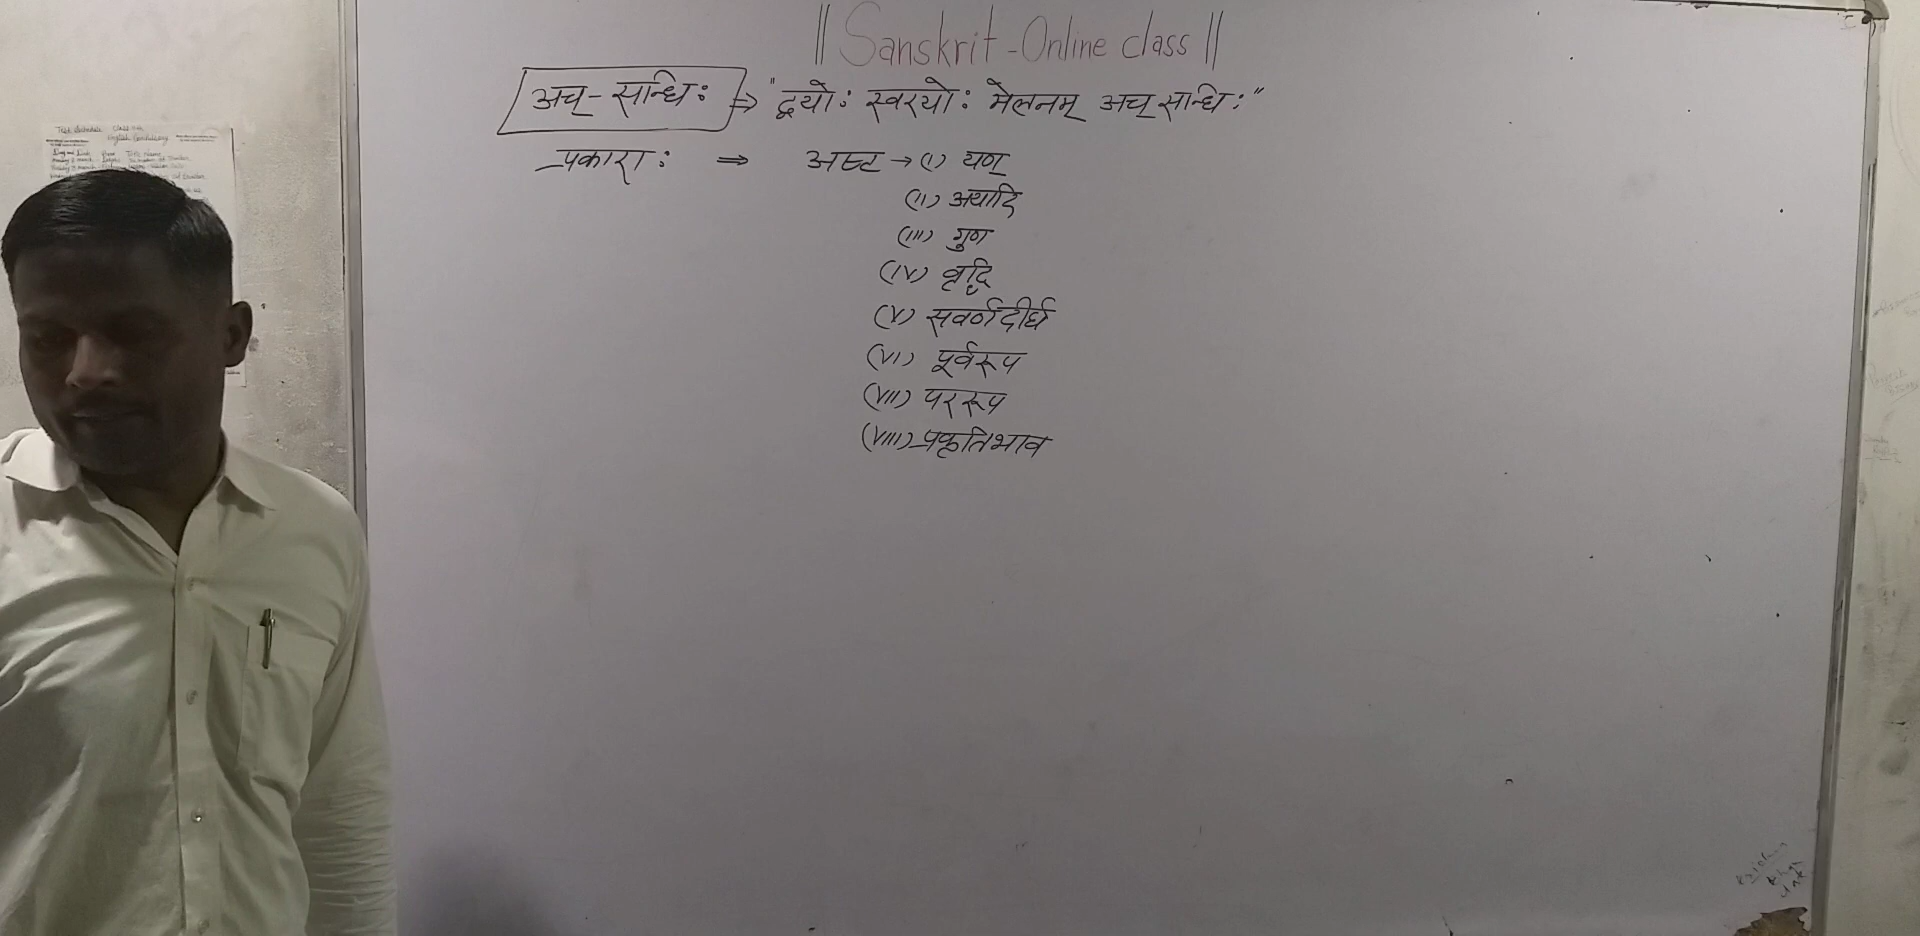 || Sanskrit - Online class ||
अच् - सन्धिः ⇒ "द्वयोः स्वरयोः मेलनम् अच् सन्धिः"
प्रकाराः ⇒ अष्ट → (I) यण्
(II) अयादि
(III) गुण
(IV) वृद्धि
(V) सवर्णदीर्घ
(VI) पूर्वरूप
(VII) पररूप
(VIII) प्रकृतिभाव